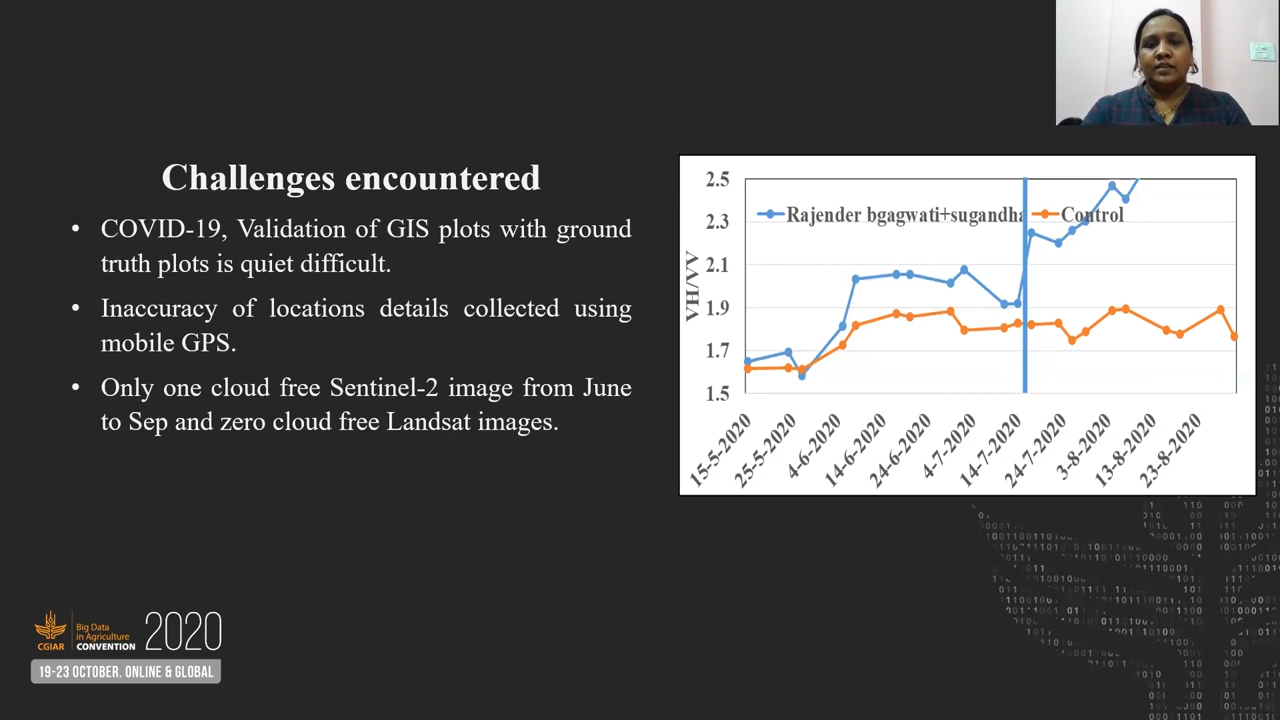 Challenges encountered
• COVID-19, Validation of GIS plots with ground
truth plots is quiet difficult.
• Inaccuracy of locations details collected using
mobile GPS.
• Only one cloud free Sentinel-2 image from June
to Sep and zero cloud free Landsat images.
2.5
2.3
2.1
1.9
1.7
1.5
VH/VV
Rajender bgagwati+sugandha
Control
15-5-2020
25-5-2020
4-6-2020
14-6-2020
24-6-2020
4-7-2020
14-7-2020
24-7-2020
3-8-2020
13-8-2020
23-8-2020
CGIAR
Big Data
in Agriculture
CONVENTION
2020
19-23 OCTOBER. ONLINE & GLOBAL